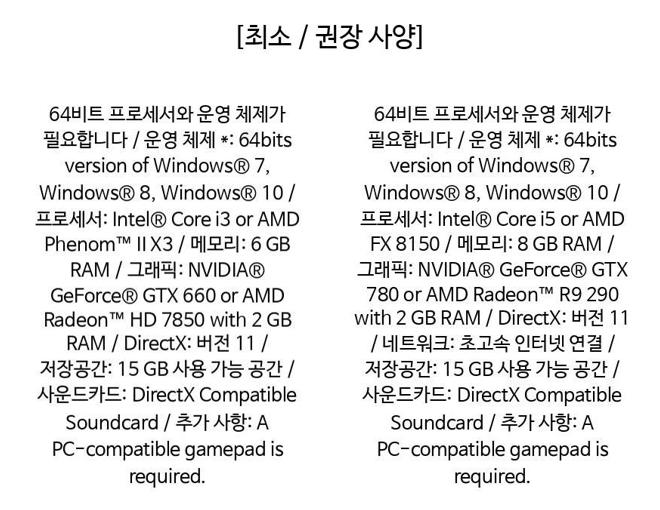 [최소 / 권장 사양]
64비트 프로세서와 운영 체제가
필요합니다 / 운영 체제 *: 64bits
version of Windows® 7,
Windows® 8, Windows® 10 /
프로세서: Intel® Core i3 or AMD
Phenom™ II X3 / 메모리: 6 GB
RAM / 그래픽: NVIDIA®
GeForce® GTX 660 or AMD
Radeon™ HD 7850 with 2 GB
RAM / DirectX: 버전 11 /
저장공간: 15 GB 사용 가능 공간 /
사운드카드: DirectX Compatible
Soundcard / 추가 사항: A
PC-compatible gamepad is
required.
64비트 프로세서와 운영 체제가
필요합니다 / 운영 체제 *: 64bits
version of Windows® 7,
Windows® 8, Windows® 10 /
프로세서: Intel® Core i5 or AMD
FX 8150 / 메모리: 8 GB RAM /
그래픽: NVIDIA® GeForce® GTX
780 or AMD Radeon™ R9 290
with 2 GB RAM / DirectX: 버전 11
/ 네트워크: 초고속 인터넷 연결 /
저장공간: 15 GB 사용 가능 공간 /
사운드카드: DirectX Compatible
Soundcard / 추가 사항: A
PC-compatible gamepad is
required.